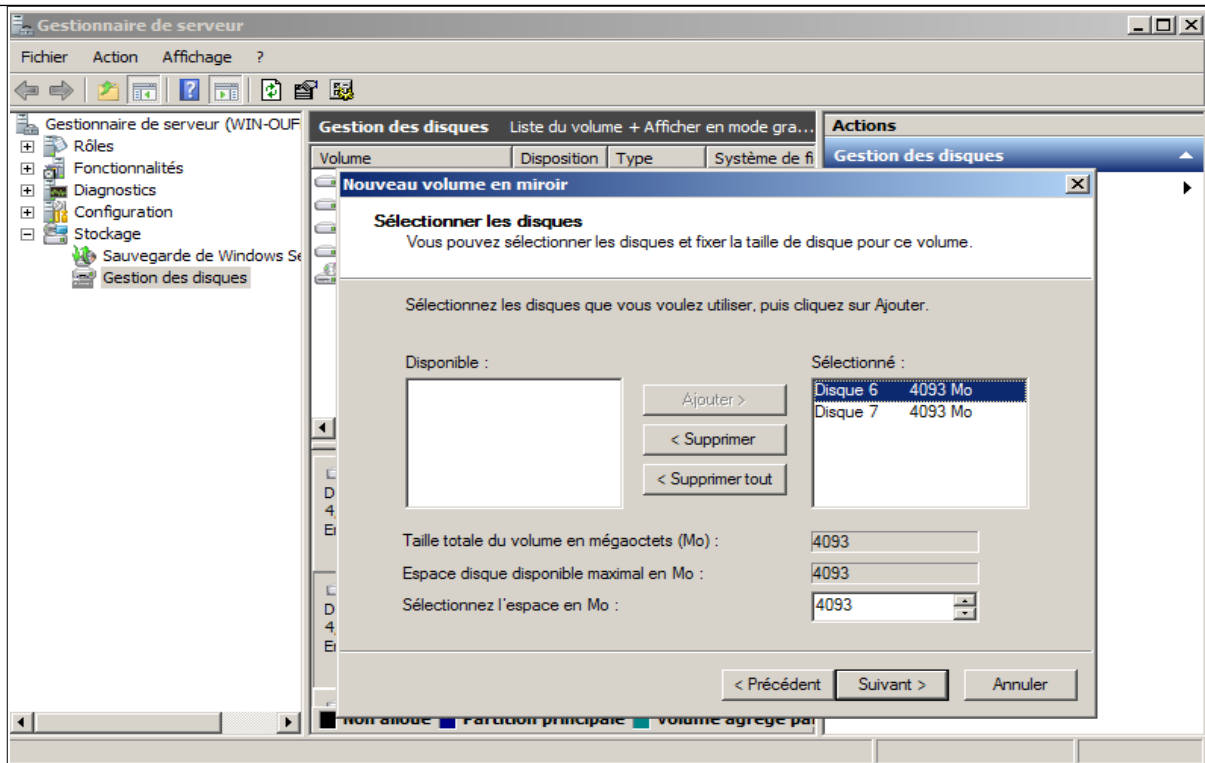 Gestionnaire de serveur
Fichier Action Affichage ?
Gestionnaire de serveur (WIN-OUF
Rôles
Fonctionnalités
Diagnostics
Configuration
Stockage
Sauvegarde de Windows Se
Gestion des disques
Gestion des disques Liste du volume + Afficher en mode gra...
Volume Disposition Type Système de fi
Actions
Gestion des disques
Nouveau volume en miroir
Sélectionner les disques
Vous pouvez sélectionner les disques et fixer la taille de disque pour ce volume.
Sélectionnez les disques que vous voulez utiliser, puis cliquez sur Ajouter.
Disponible :
Sélectionné :
Ajouter >
< Supprimer
< Supprimer tout
Disque 6 4093 Mo
Disque 7 4093 Mo
Taille totale du volume en mégaoctets (Mo) : 4093
Espace disque disponible maximal en Mo : 4093
Sélectionnez l'espace en Mo : 4093
< Précédent Suivant > Annuler
D
4,
D
4,
Non alloué Partition principale Volume agrégé par